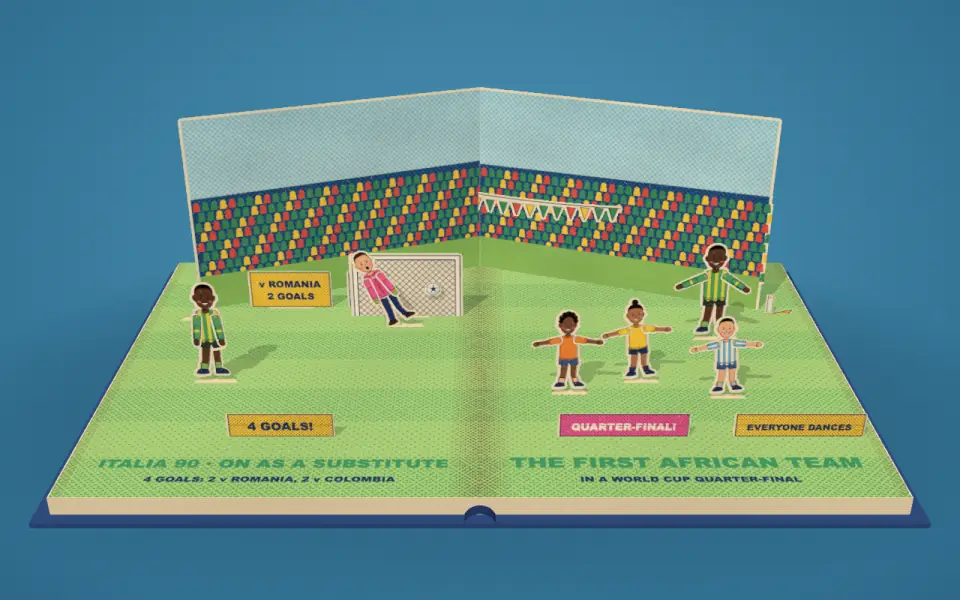 v ROMANIA
2 GOALS
4 GOALS!
ITALIA 90 · ON AS A SUBSTITUTE
4 GOALS: 2 v ROMANIA, 2 v COLOMBIA
QUARTER-FINAL!
EVERYONE DANCES
THE FIRST AFRICAN TEAM
IN A WORLD CUP QUARTER-FINAL